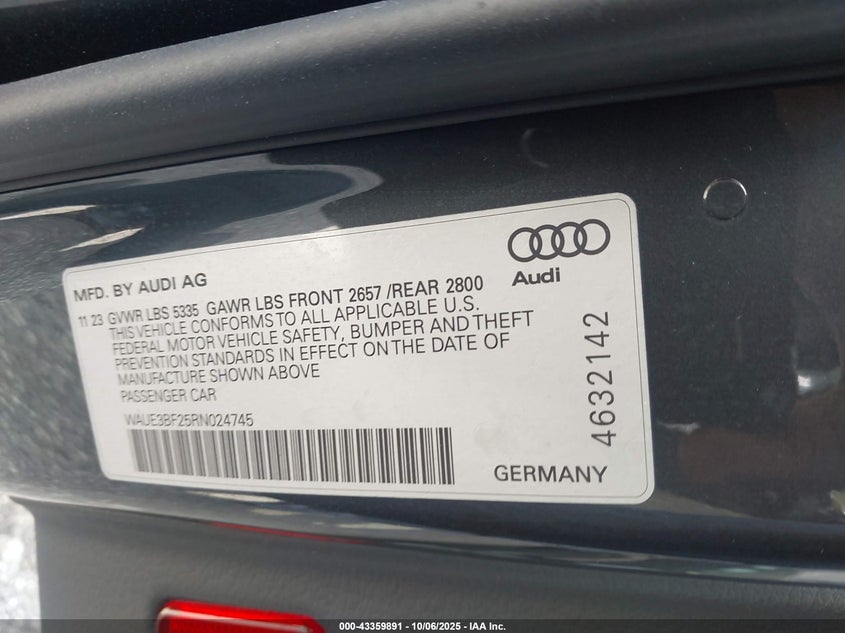 Audi
MFD. BY AUDI AG
11 23 GVWR LBS 5335 GAWR LBS FRONT 2657 /REAR 2800
THIS VEHICLE CONFORMS TO ALL APPLICABLE U.S.
FEDERAL MOTOR VEHICLE SAFETY, BUMPER AND THEFT
PREVENTION STANDARDS IN EFFECT ON THE DATE OF
MANUFACTURE SHOWN ABOVE
PASSENGER CAR
WAUE3BF25RN024745
4632142
GERMANY
000-43359891 - 10/06/2025 - IAA Inc.